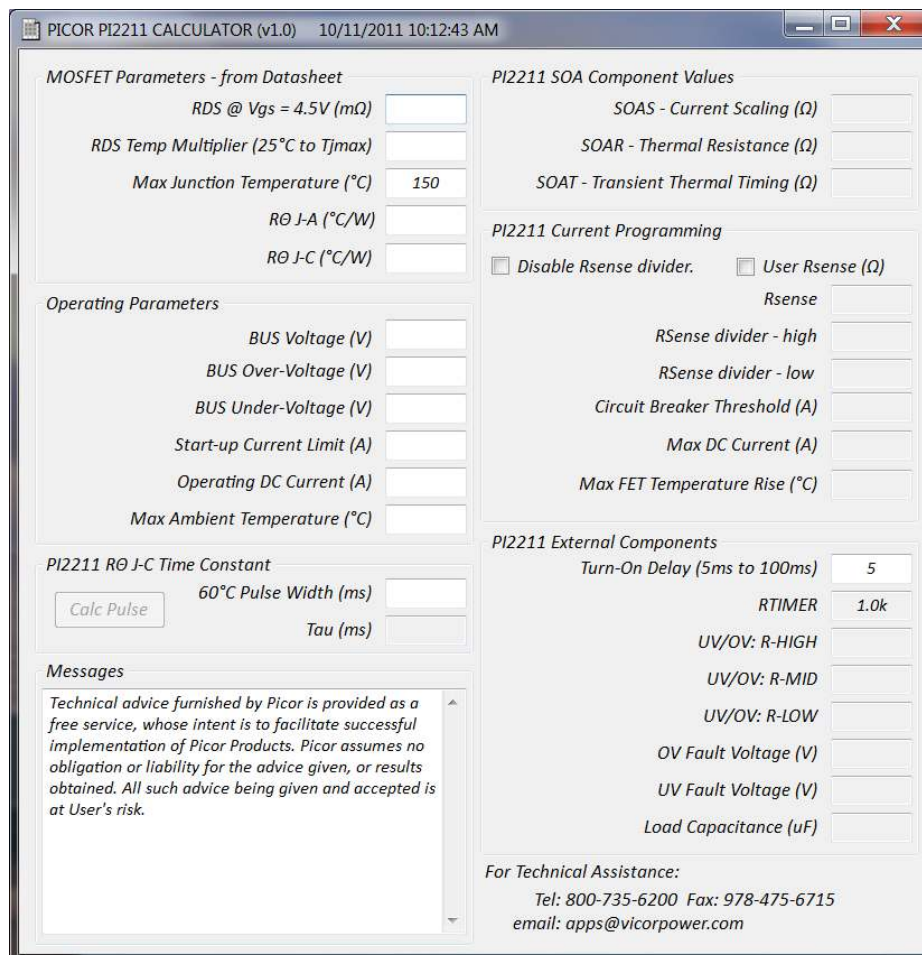 PICOR PI2211 CALCULATOR (v1.0) 10/11/2011 10:12:43 AM
MOSFET Parameters - from Datasheet
RDS @ Vgs = 4.5V (mΩ)
RDS Temp Multiplier (25°C to Tjmax)
Max Junction Temperature (°C) 150
RΘ J-A (°C/W)
RΘ J-C (°C/W)
Operating Parameters
BUS Voltage (V)
BUS Over-Voltage (V)
BUS Under-Voltage (V)
Start-up Current Limit (A)
Operating DC Current (A)
Max Ambient Temperature (°C)
PI2211 RΘ J-C Time Constant
60°C Pulse Width (ms)
Calc Pulse
Tau (ms)
Messages
Technical advice furnished by Picor is provided as a
free service, whose intent is to facilitate successful
implementation of Picor Products. Picor assumes no
obligation or liability for the advice given, or results
obtained. All such advice being given and accepted is
at User's risk.
PI2211 SOA Component Values
SOAS - Current Scaling (Ω)
SOAR - Thermal Resistance (Ω)
SOAT - Transient Thermal Timing (Ω)
PI2211 Current Programming
Disable Rsense divider. User Rsense (Ω)
Rsense
RSense divider - high
RSense divider - low
Circuit Breaker Threshold (A)
Max DC Current (A)
Max FET Temperature Rise (°C)
PI2211 External Components
Turn-On Delay (5ms to 100ms) 5
RTIMER 1.0k
UV/OV: R-HIGH
UV/OV: R-MID
UV/OV: R-LOW
OV Fault Voltage (V)
UV Fault Voltage (V)
Load Capacitance (uF)
For Technical Assistance:
Tel: 800-735-6200 Fax: 978-475-6715
email: apps@vicorpower.com